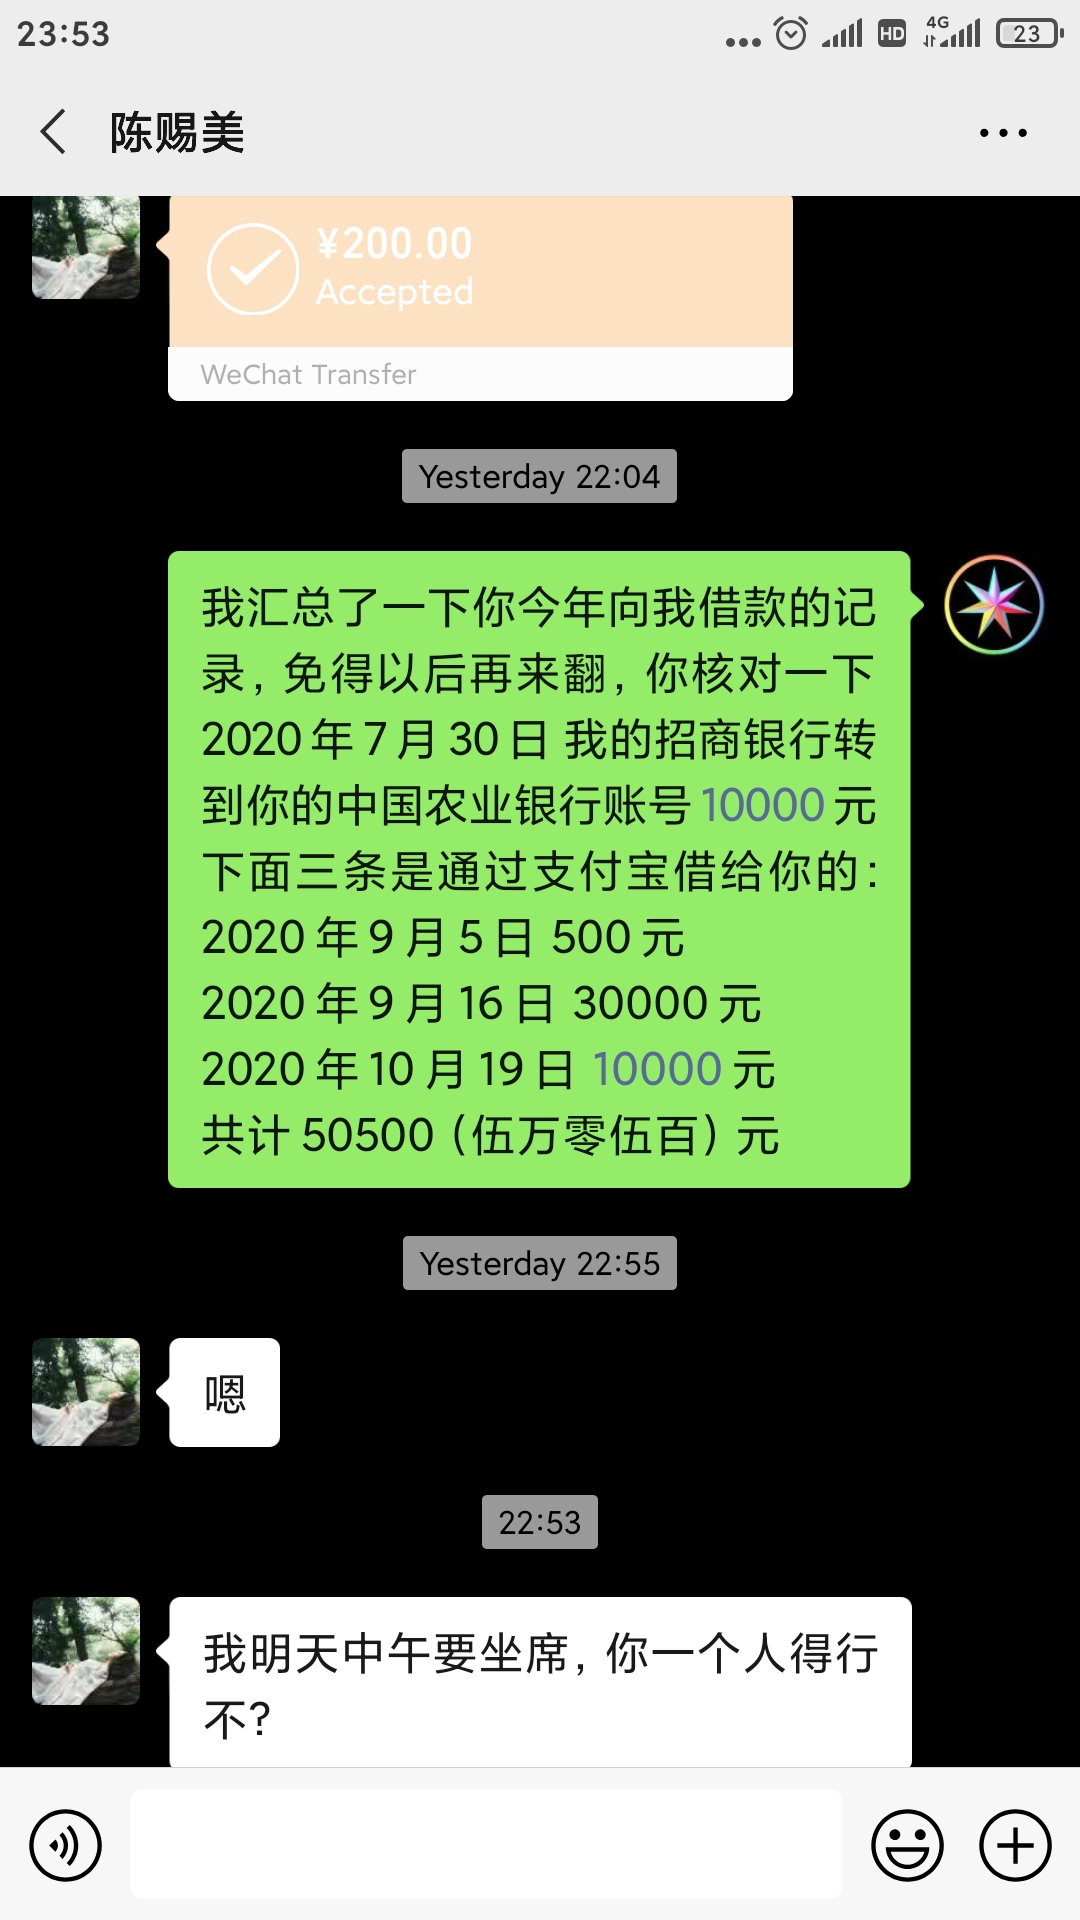 23:53
HD
4G
23
陈赐美
¥200.00
Accepted
WeChat Transfer
Yesterday 22:04
我汇总了一下你今年向我借款的记
录，免得以后再来翻，你核对一下
2020年7月30日 我的招商银行转
到你的中国农业银行账号10000元
下面三条是通过支付宝借给你的：
2020年9月5日 500元
2020年9月16日 30000元
2020年10月19日 10000元
共计50500（伍万零伍百）元
Yesterday 22:55
嗯
22:53
我明天中午要坐席，你一个人得行
不？